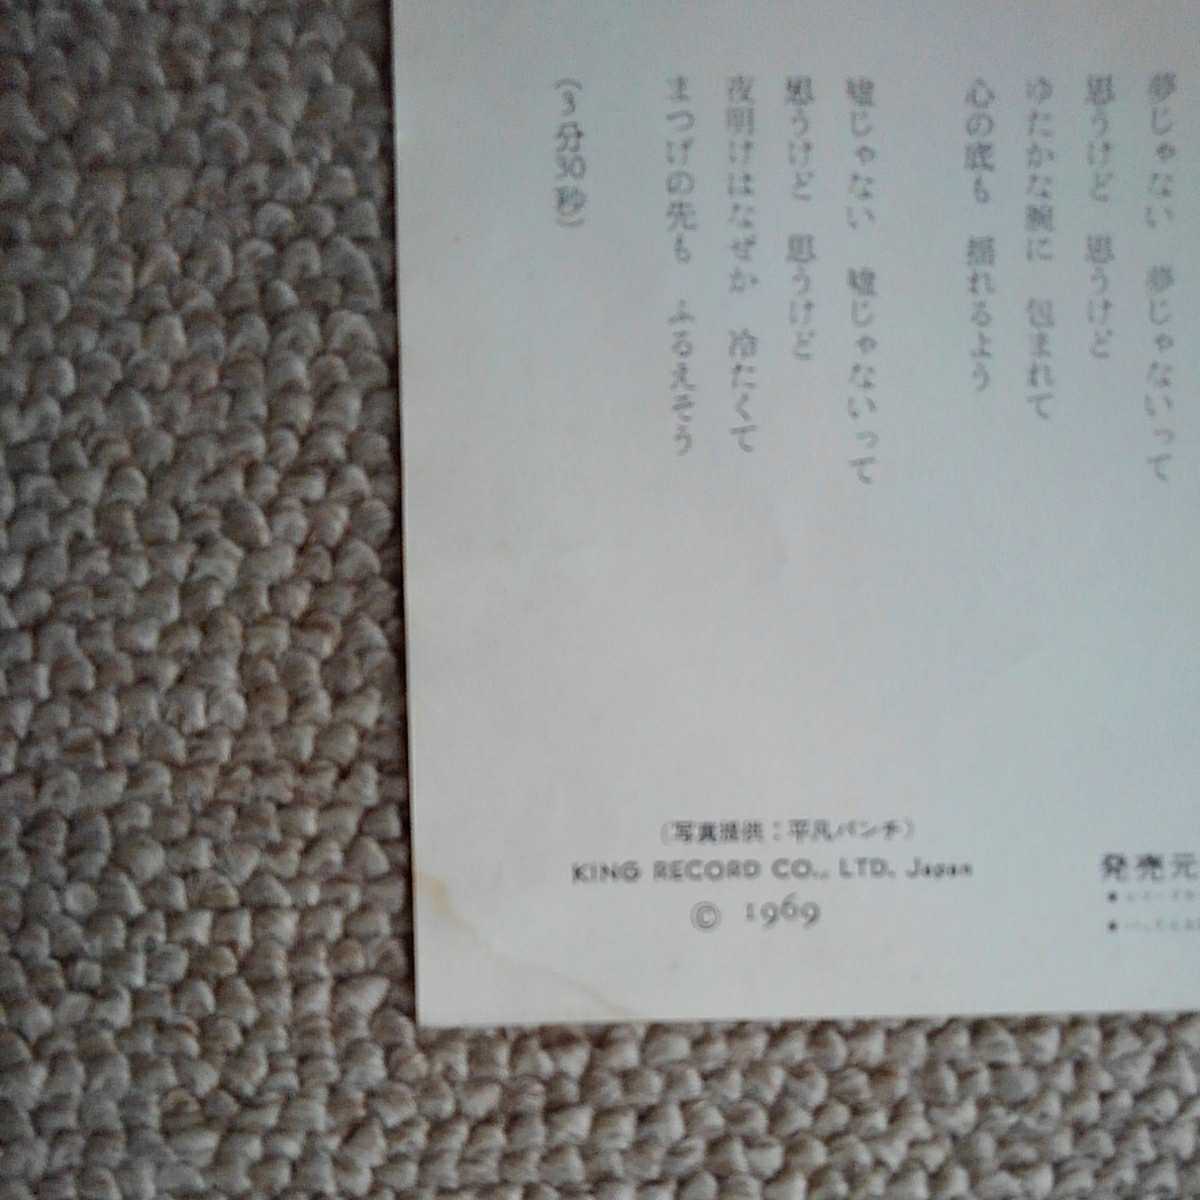 夢じゃない　夢じゃないって
思うけど　思うけど
ゆたかな腕に　包まれて
心の底も　揺れるよう
嘘じゃない　嘘じゃないって
思うけど　思うけど
夜明けはなぜか　冷たくて
まつげの先も　ふるえそう
(3分30秒)
(写真提供：平凡パンチ)
KING RECORD CO., LTD, Japan
© 1969
発売元